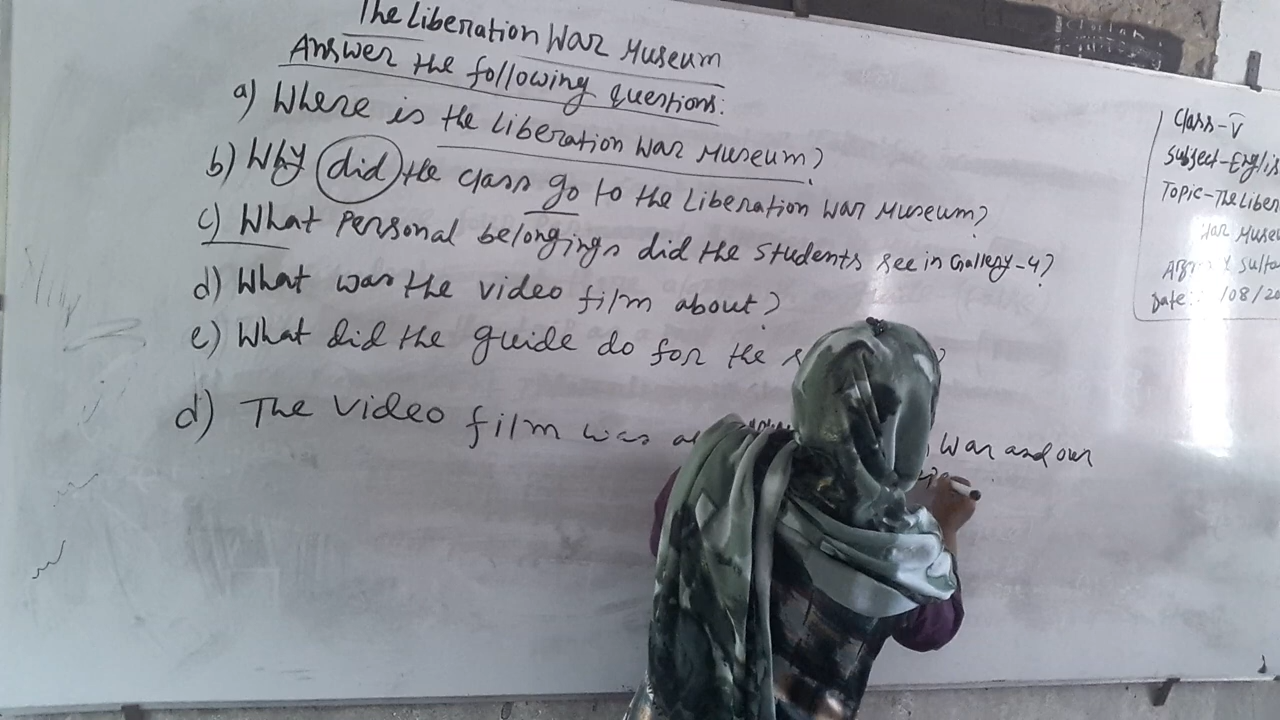 The Liberation War Museum
Answer the following questions:
a) Where is the Liberation War Museum?
b) Why did the class go to the Liberation War Museum?
c) What personal belongings did the students see in Gallery-4?
d) What was the video film about?
e) What did the guide do for the
d) The video film was War and our
Class-V
Subject-Englis
Topic-The Liber
War Museu
Sulta
Date: /08/20